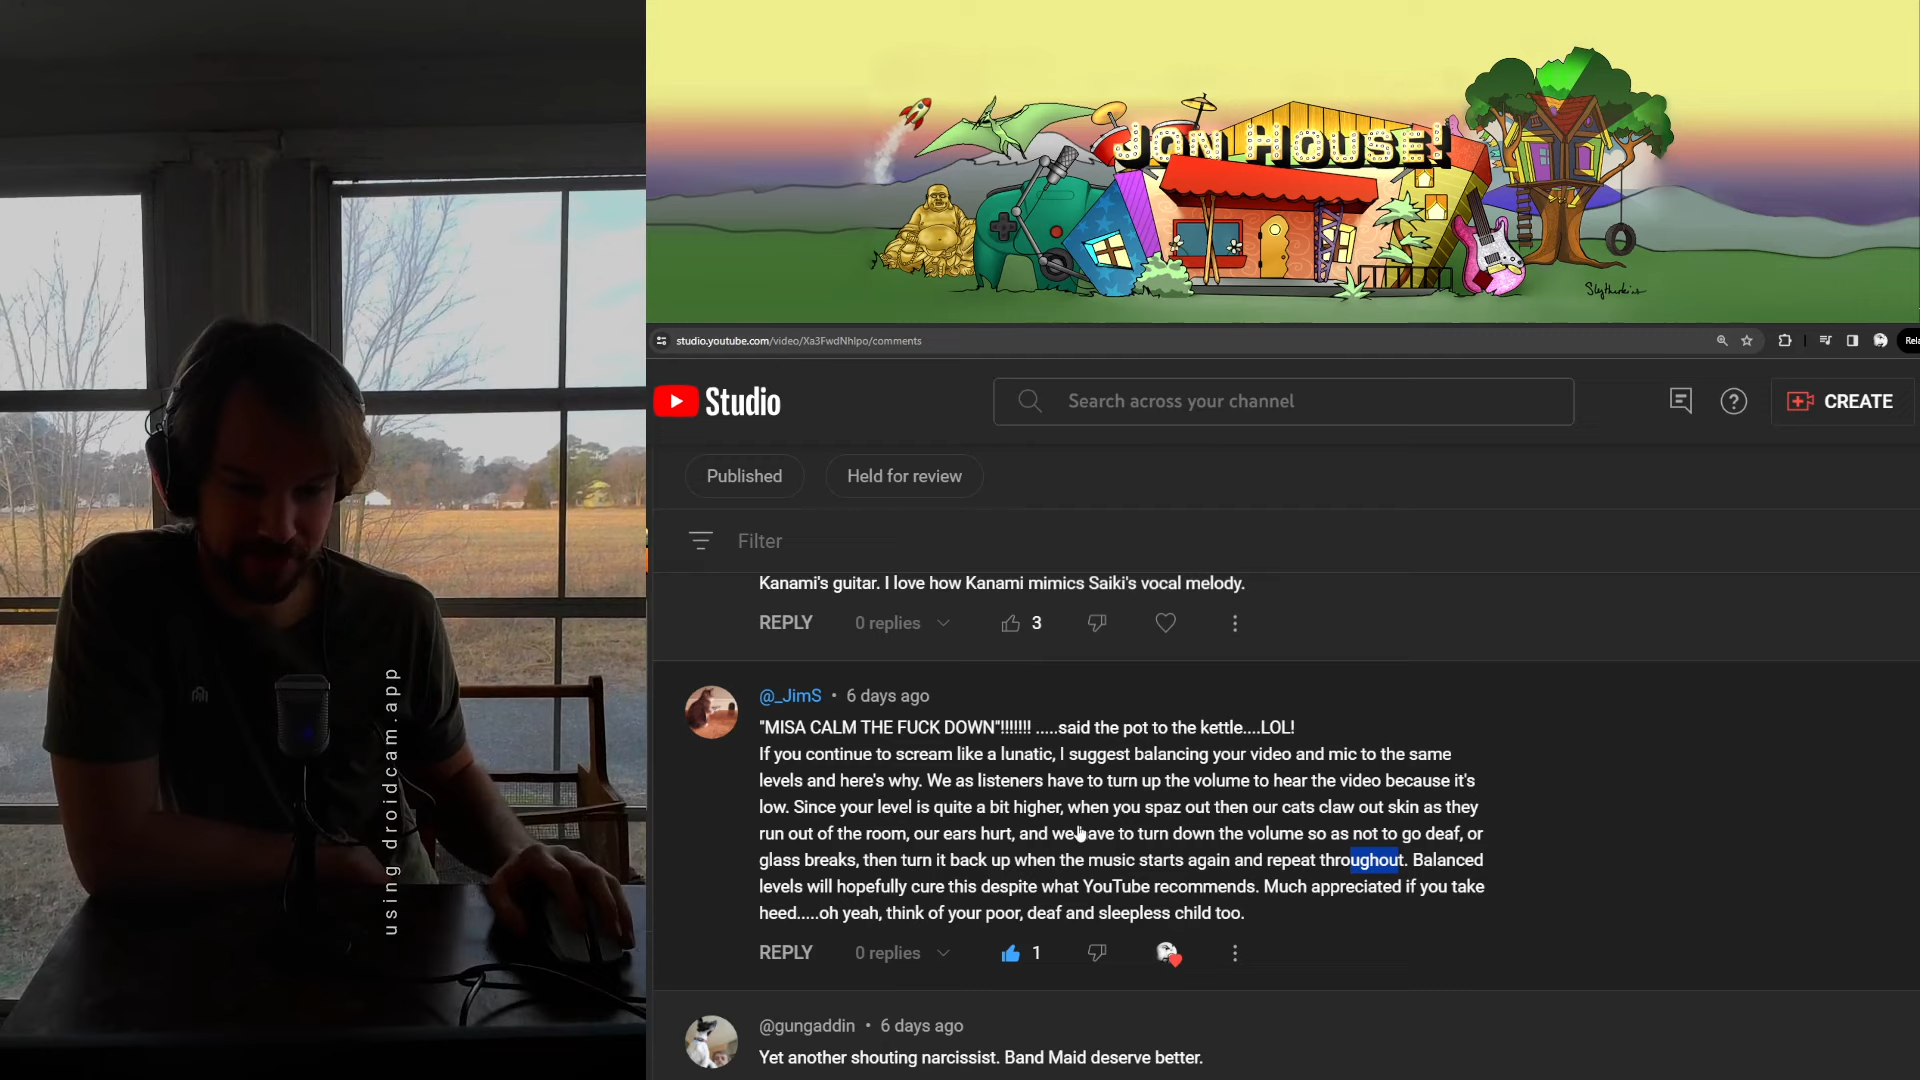 JON HOUSE!
Slytherkins
studio.youtube.com/video/Xa3FwdNhlpo/comments
Rela
Studio
Search across your channel
CREATE
Published
Held for review
Filter
Kanami's guitar. I love how Kanami mimics Saiki's vocal melody.
REPLY 0 replies 3
@_JimS • 6 days ago
"MISA CALM THE FUCK DOWN"!!!!!!! .....said the pot to the kettle....LOL!
If you continue to scream like a lunatic, I suggest balancing your video and mic to the same
levels and here's why. We as listeners have to turn up the volume to hear the video because it's
low. Since your level is quite a bit higher, when you spaz out then our cats claw out skin as they
run out of the room, our ears hurt, and we have to turn down the volume so as not to go deaf, or
glass breaks, then turn it back up when the music starts again and repeat throughout. Balanced
levels will hopefully cure this despite what YouTube recommends. Much appreciated if you take
heed.....oh yeah, think of your poor, deaf and sleepless child too.
REPLY 0 replies 1
@gungaddin • 6 days ago
Yet another shouting narcissist. Band Maid deserve better.
using droidcam.app